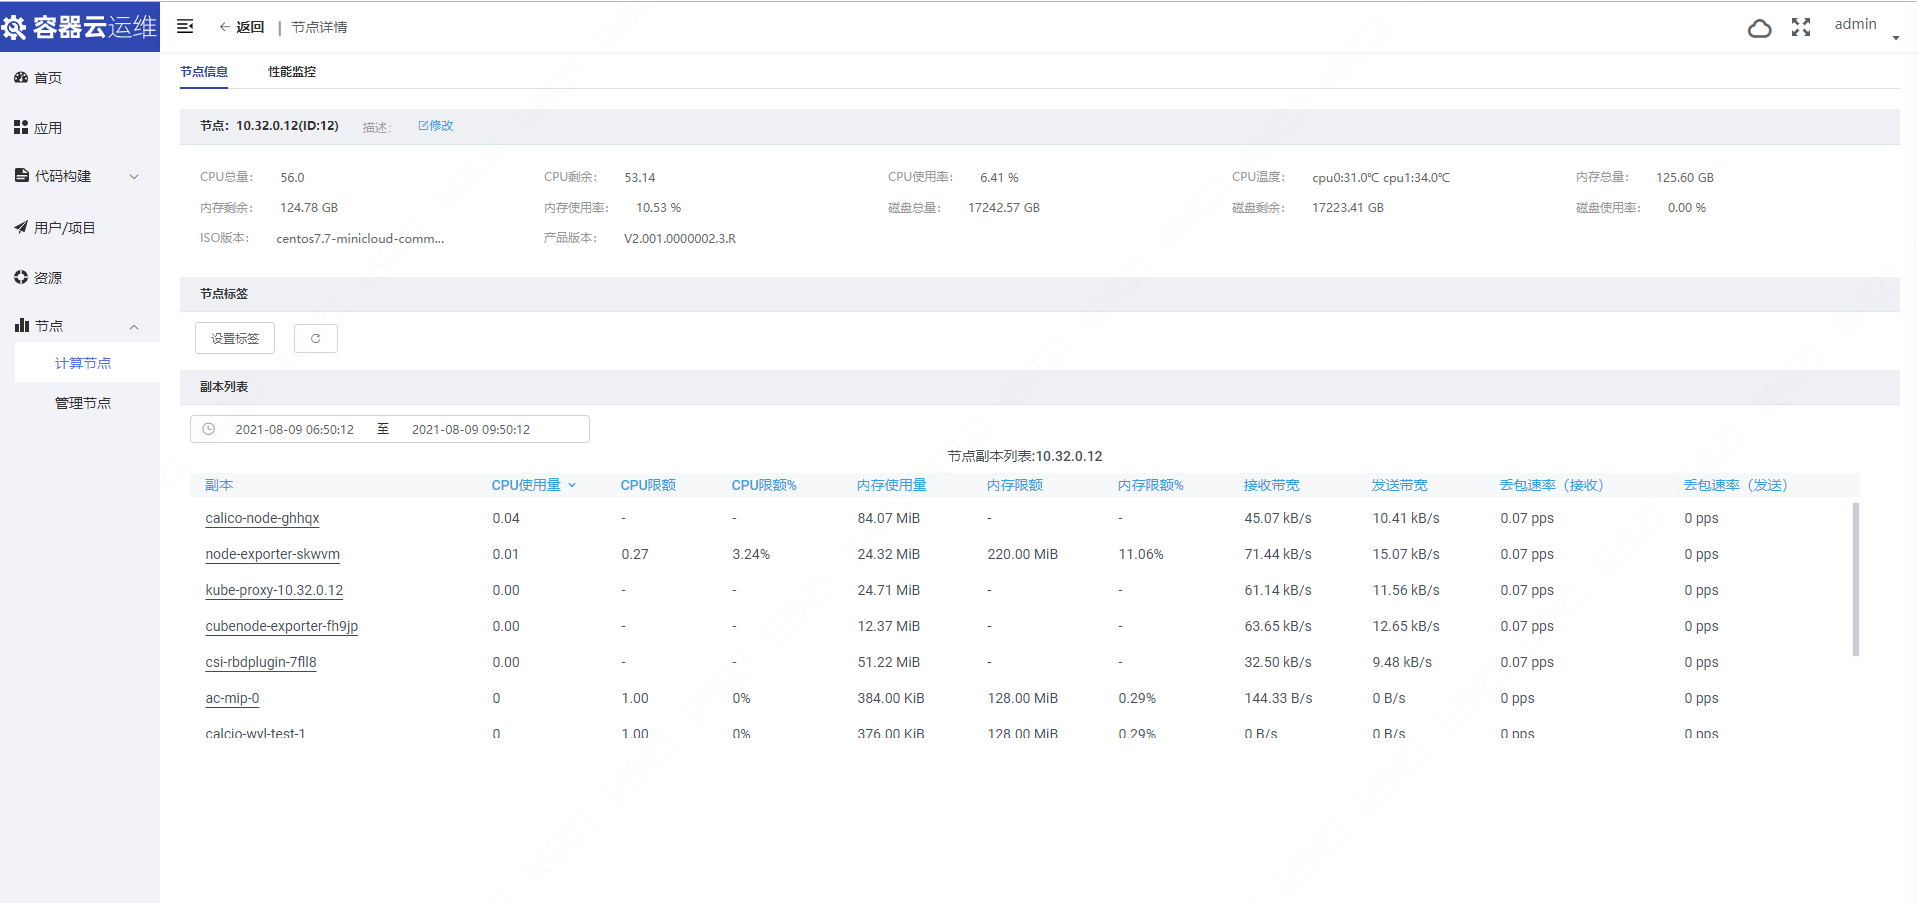 容器云运维
返回 | 节点详情
admin
首页
应用
代码构建
用户/项目
资源
节点
计算节点
管理节点
节点信息 性能监控
节点：10.32.0.12(ID:12) 描述： 修改
CPU总量： 56.0 CPU剩余： 53.14 CPU使用率： 6.41 % CPU温度： cpu0:31.0℃ cpu1:34.0℃ 内存总量： 125.60 GB
内存剩余： 124.78 GB 内存使用率： 10.53 % 磁盘总量： 17242.57 GB 磁盘剩余： 17223.41 GB 磁盘使用率： 0.00 %
ISO版本： centos7.7-minicloud-comm... 产品版本： V2.001.0000002.3.R
节点标签
设置标签
副本列表
2021-08-09 06:50:12 至 2021-08-09 09:50:12
节点副本列表:10.32.0.12
副本 CPU使用量 CPU限额 CPU限额% 内存使用量 内存限额 内存限额% 接收带宽 发送带宽 丢包速率（接收） 丢包速率（发送）
calico-node-ghhqx 0.04 - - 84.07 MiB - - 45.07 kB/s 10.41 kB/s 0.07 pps 0 pps
node-exporter-skwvm 0.01 0.27 3.24% 24.32 MiB 220.00 MiB 11.06% 71.44 kB/s 15.07 kB/s 0.07 pps 0 pps
kube-proxy-10.32.0.12 0.00 - - 24.71 MiB - - 61.14 kB/s 11.56 kB/s 0.07 pps 0 pps
cubenode-exporter-fh9jp 0.00 - - 12.37 MiB - - 63.65 kB/s 12.65 kB/s 0.07 pps 0 pps
csi-rbdplugin-7fll8 0.00 - - 51.22 MiB - - 32.50 kB/s 9.48 kB/s 0.07 pps 0 pps
ac-mip-0 0 1.00 0% 384.00 KiB 128.00 MiB 0.29% 144.33 B/s 0 B/s 0 pps 0 pps
calcio-wyl-test-1 0 1.00 0% 376.00 KiB 128.00 MiB 0.29% 0 B/s 0 B/s 0 pps 0 pps